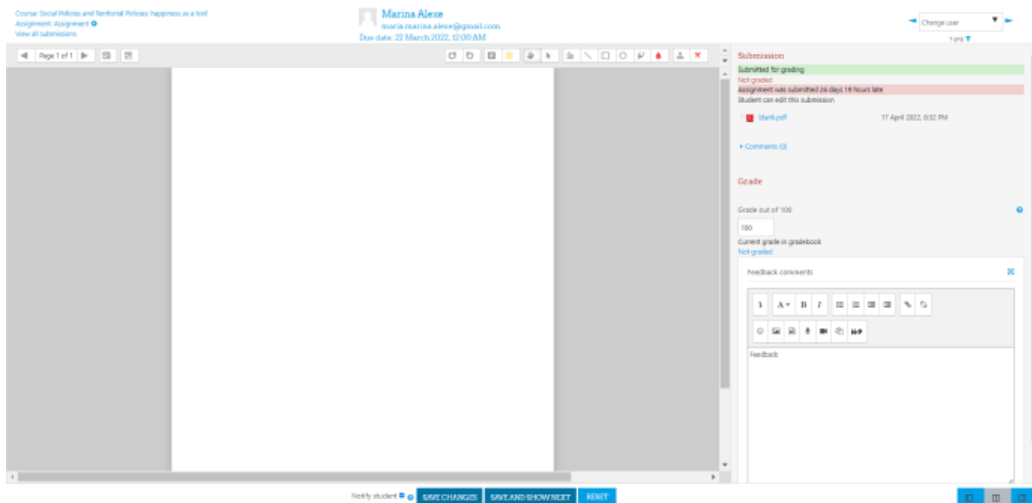 Course: Social Policies and Territorial Policies: happiness as a tool
Assignment: Assignment
View all submissions
Marina Alexe
maria.marina.alexe@gmail.com
Due date: 22 March 2022, 12:00 AM
Change user
Page 1 of 1
Submission
Submitted for grading
Not graded
Assignment was submitted 26 days 19 hours late
Student can edit this submission
blank.pdf
17 April 2022, 8:32 PM
Comments (0)
Grade
Grade out of 100
100
Current grade in gradebook
Not graded
Feedback comments
A B I
H-P
Feedback
Notify student
SAVE CHANGES
SAVE AND SHOW NEXT
RESET